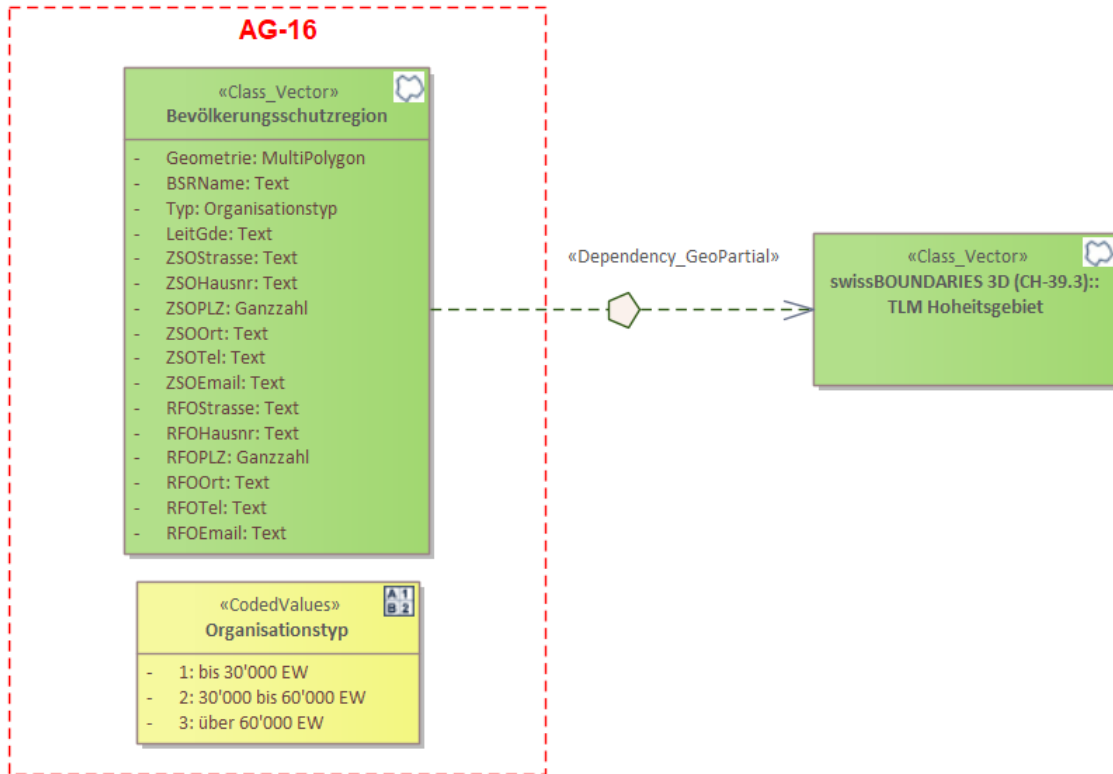 AG-16
«Class_Vector»
Bevölkerungsschutzregion
- Geometrie: MultiPolygon
- BSRName: Text
- Typ: Organisationstyp
- LeitGde: Text
- ZSOStrasse: Text
- ZSOHausnr: Text
- ZSOPLZ: Ganzzahl
- ZSOOrt: Text
- ZSOTel: Text
- ZSOEmail: Text
- RFOStrasse: Text
- RFOHausnr: Text
- RFOPLZ: Ganzzahl
- RFOOrt: Text
- RFOTel: Text
- RFOEmail: Text
«Dependency_GeoPartial»
«Class_Vector»
swissBOUNDARIES 3D (CH-39.3)::
TLM Hoheitsgebiet
A 1
B 2
«CodedValues»
Organisationstyp
- 1: bis 30'000 EW
- 2: 30'000 bis 60'000 EW
- 3: über 60'000 EW